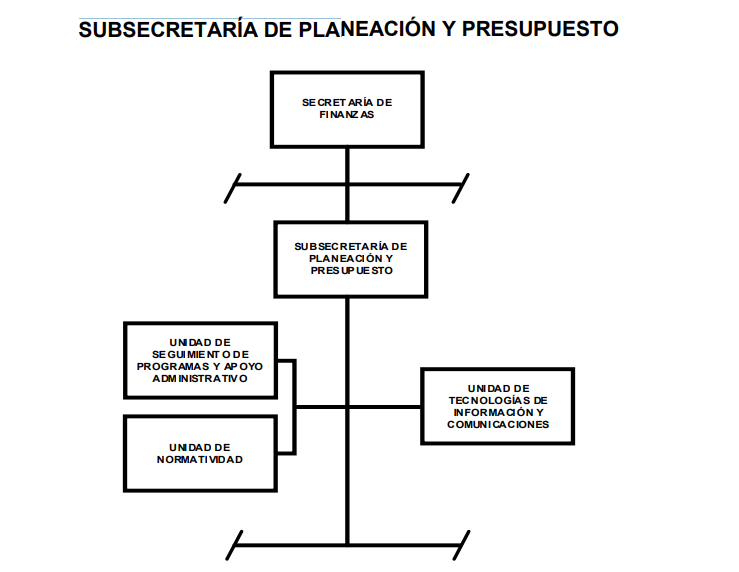 SUBSECRETARÍA DE PLANEACIÓN Y PRESUPUESTO
SECRETARÍA DE
FINANZAS
SUBSECRETARÍA DE
PLANEACIÓN Y
PRESUPUESTO
UNIDAD DE
SEGUIMIENTO DE
PROGRAMAS Y APOYO
ADMINISTRATIVO
UNIDAD DE
NORMATIVIDAD
UNIDAD DE
TECNOLOGÍAS DE
INFORMACIÓN Y
COMUNICACIONES